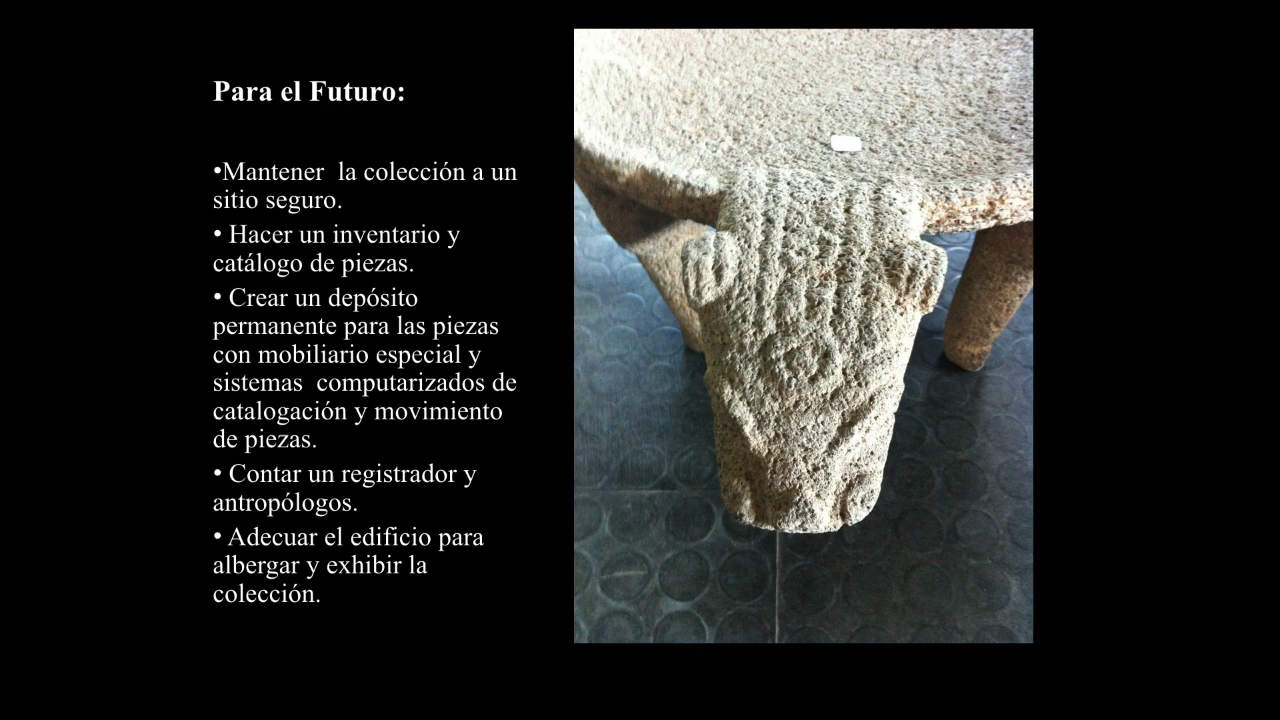 Para el Futuro:
•Mantener  la colección a un
sitio seguro.
• Hacer un inventario y
catálogo de piezas.
• Crear un depósito
permanente para las piezas
con mobiliario especial y
sistemas  computarizados de
catalogación y movimiento
de piezas.
• Contar un registrador y
antropólogos.
• Adecuar el edificio para
albergar y exhibir la
colección.